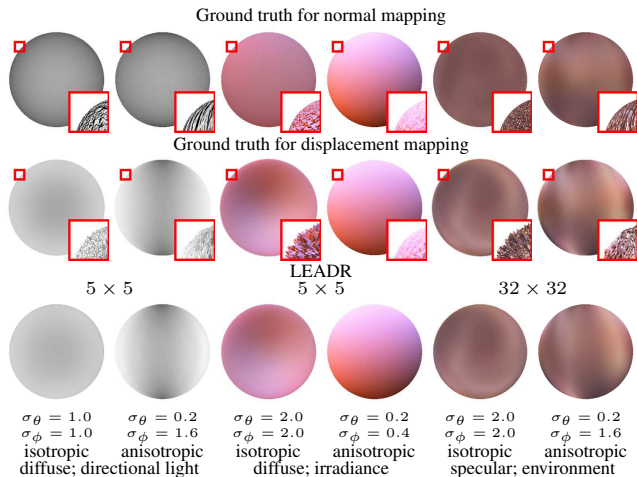 Ground truth for normal mapping
Ground truth for displacement mapping
LEADR
5 × 5 5 × 5 32 × 32
σθ = 1.0 σθ = 0.2 σθ = 2.0 σθ = 0.2 σθ = 2.0 σθ = 0.2
σϕ = 1.0 σϕ = 1.6 σϕ = 2.0 σϕ = 0.4 σϕ = 2.0 σϕ = 1.6
isotropic anisotropic isotropic anisotropic isotropic anisotropic
diffuse; directional light diffuse; irradiance specular; environment